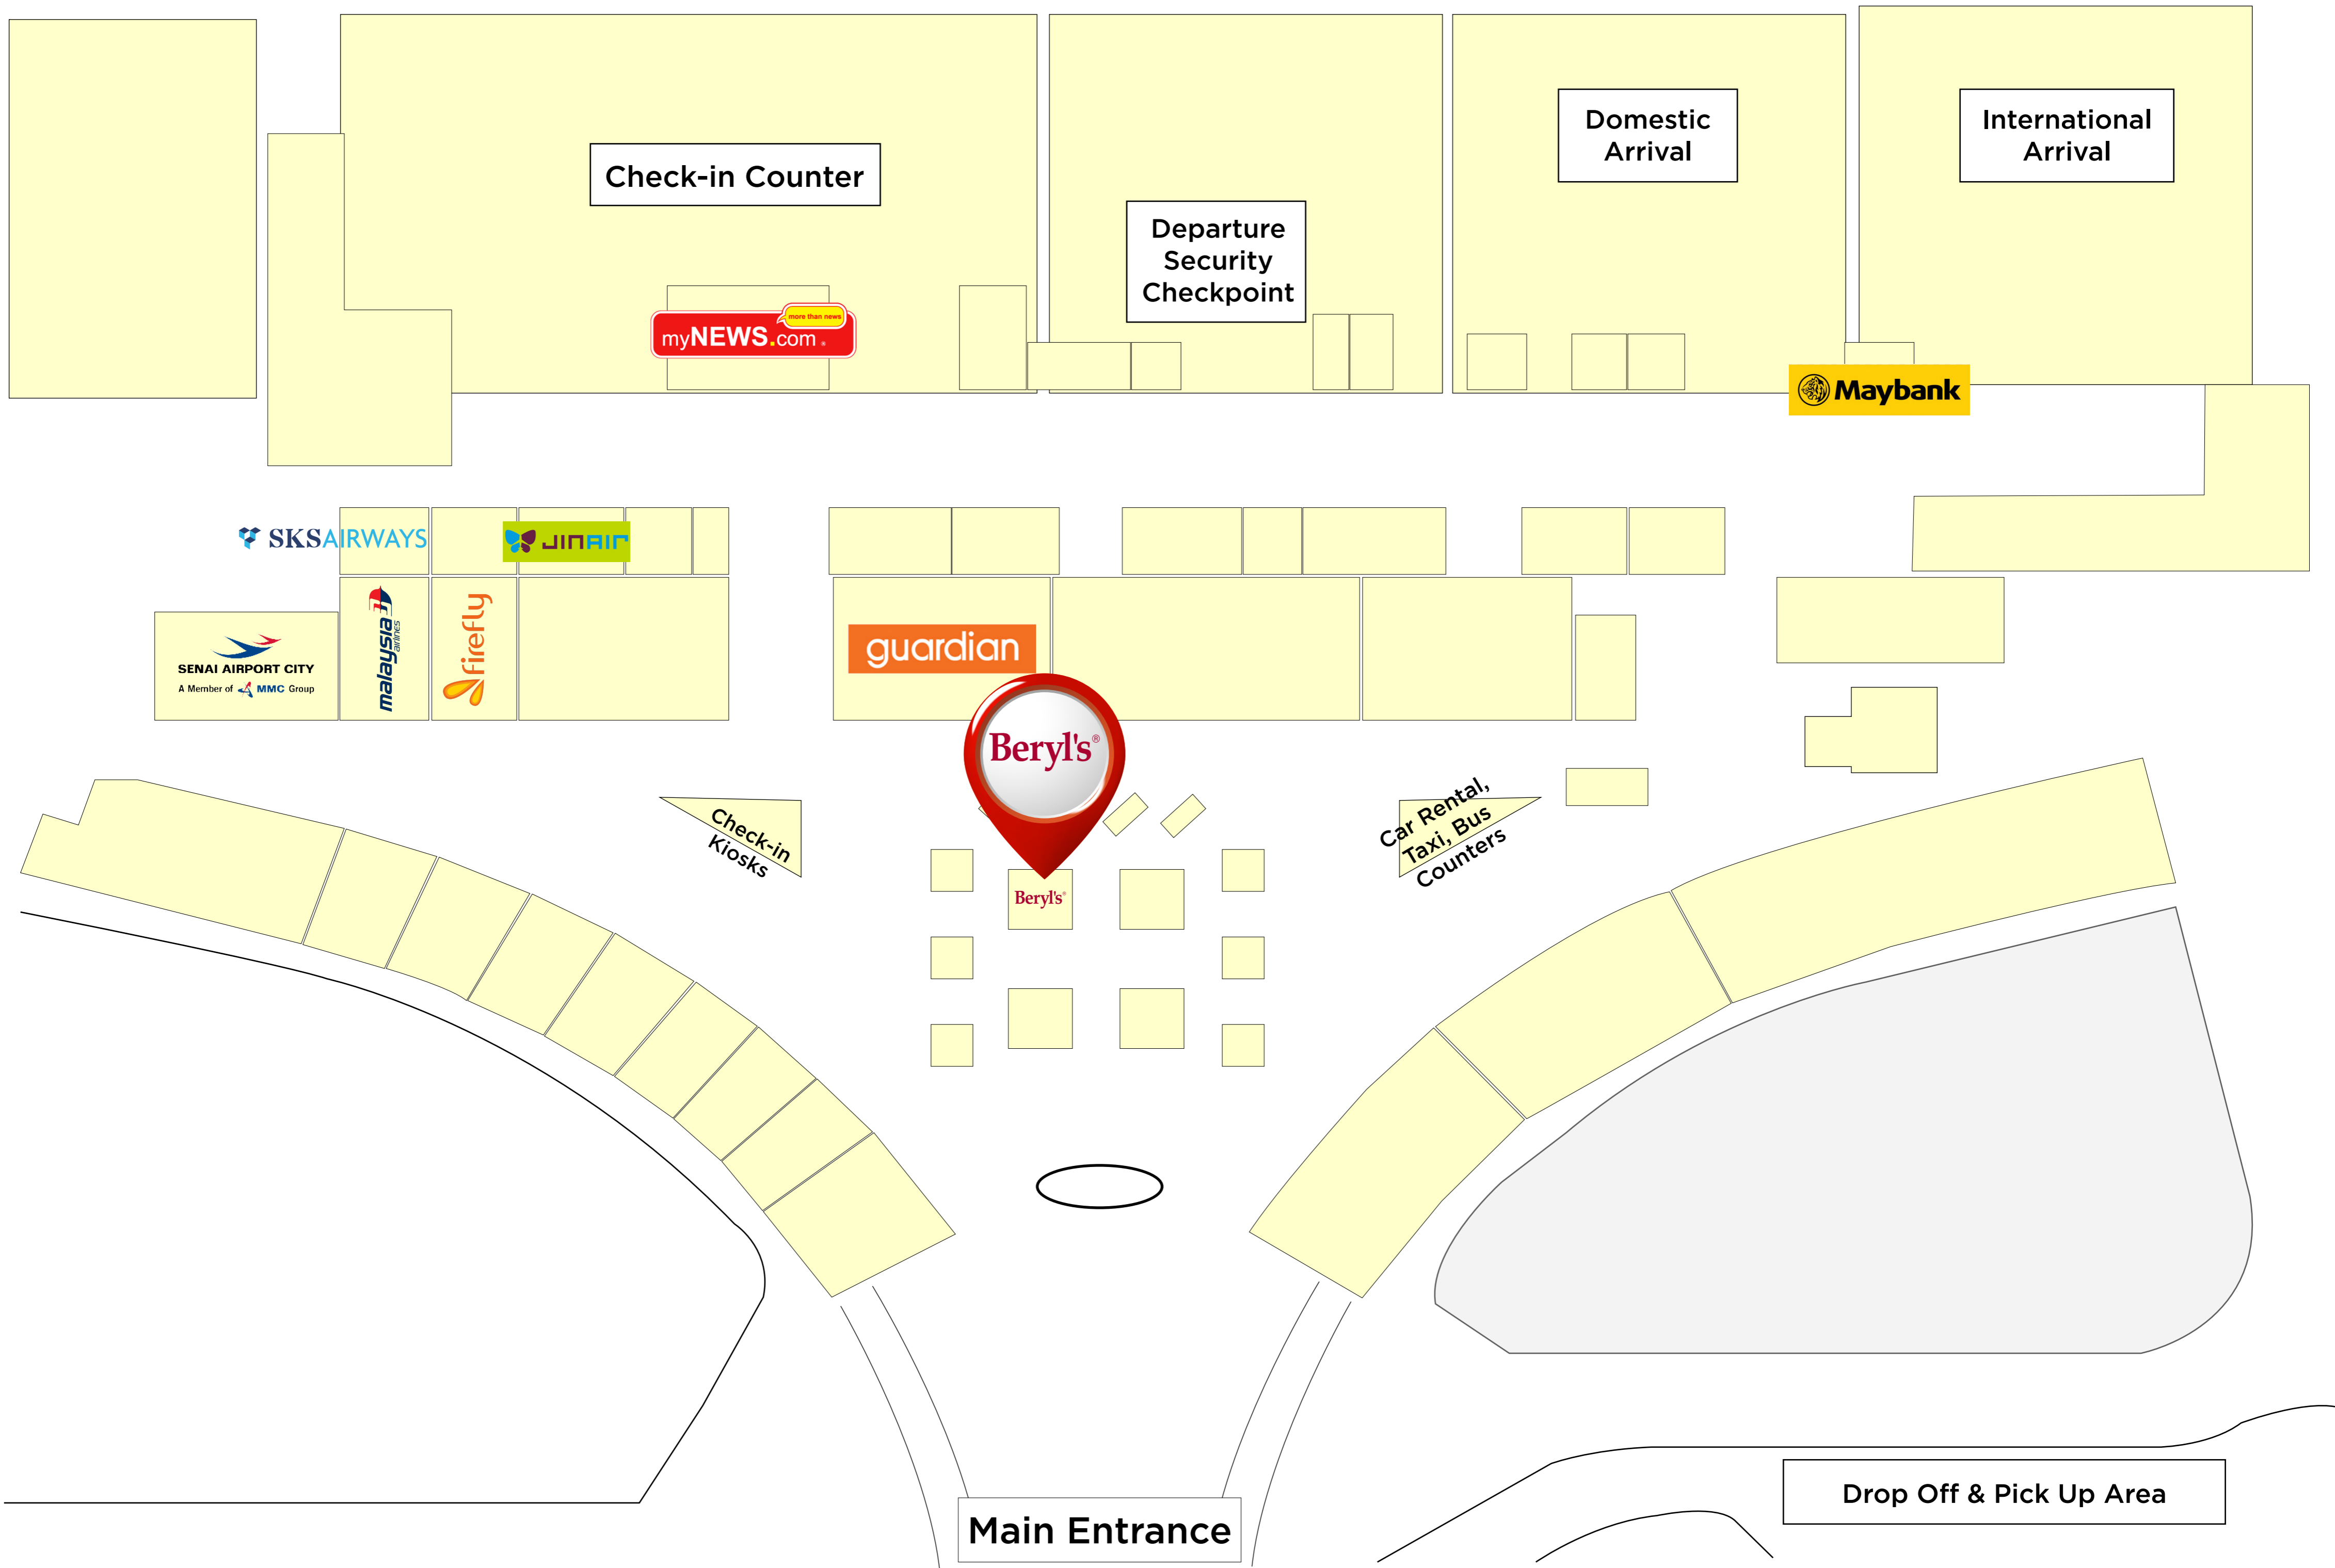 Check-in Counter
Departure
Security
Checkpoint
Domestic
Arrival
International
Arrival
more than news
myNEWS.com ®
Maybank
SKSAIRWAYS
JINAIR
SENAI AIRPORT CITY
A Member of MMC Group
malaysia
airlines
firefly
guardian
Beryl's®
Check-in
Kiosks
Beryl's®
Car Rental,
Taxi, Bus
Counters
Main Entrance
Drop Off & Pick Up Area